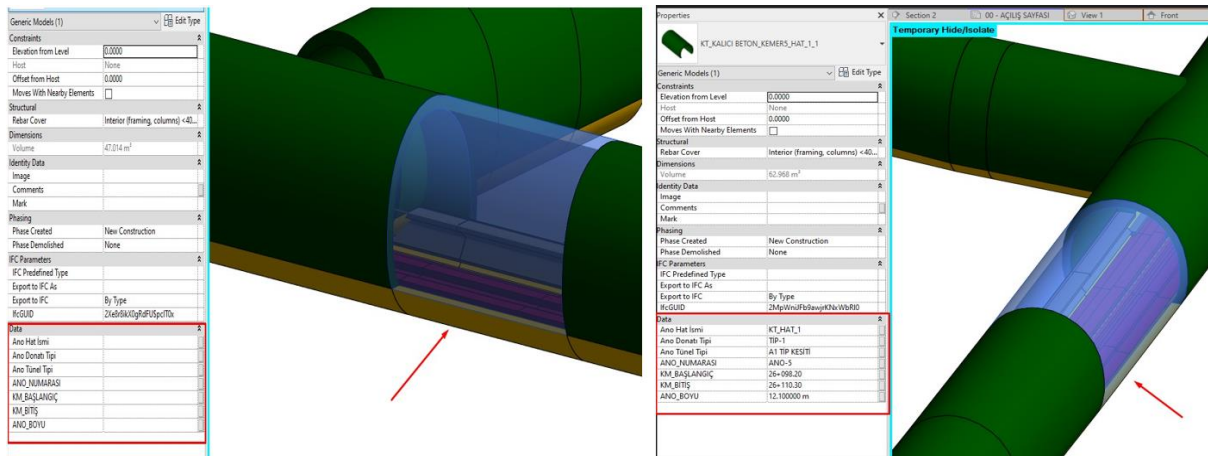 Generic Models (1) Edit Type
Constraints
Elevation from Level 0.0000
Host None
Offset from Host 0.0000
Moves With Nearby Elements
Structural
Rebar Cover Interior (framing, columns) <40...
Dimensions
Volume 47.014 m³
Identity Data
Image
Comments
Mark
Phasing
Phase Created New Construction
Phase Demolished None
IFC Parameters
IFC Predefined Type
Export to IFC As
Export to IFC By Type
IfcGUID
Data
Ano Hat İsmi
Ano Donatı Tipi
Ano Tünel Tipi
ANO_NUMARASI
KM_BAŞLANGIÇ
KM_BİTİŞ
ANO_BOYU
Properties X
Section 2 00 - AÇILIŞ SAYFASI View 1 Front
Temporary Hide/Isolate
KT_KALICI BETON_KEMER5_HAT_1_1
Generic Models (1) Edit Type
Constraints
Elevation from Level 0.0000
Host None
Offset from Host 0.0000
Moves With Nearby Elements
Structural
Rebar Cover Interior (framing, columns) <40...
Dimensions
Volume 62.968 m³
Identity Data
Image
Comments
Mark
Phasing
Phase Created New Construction
Phase Demolished None
IFC Parameters
IFC Predefined Type
Export to IFC As
Export to IFC By Type
IfcGUID
Data
Ano Hat İsmi KT_HAT_1
Ano Donatı Tipi TİP-1
Ano Tünel Tipi A1 TİP KESİTİ
ANO_NUMARASI ANO-5
KM_BAŞLANGIÇ 26+098.20
KM_BİTİŞ 26+110.30
ANO_BOYU 12.100000 m